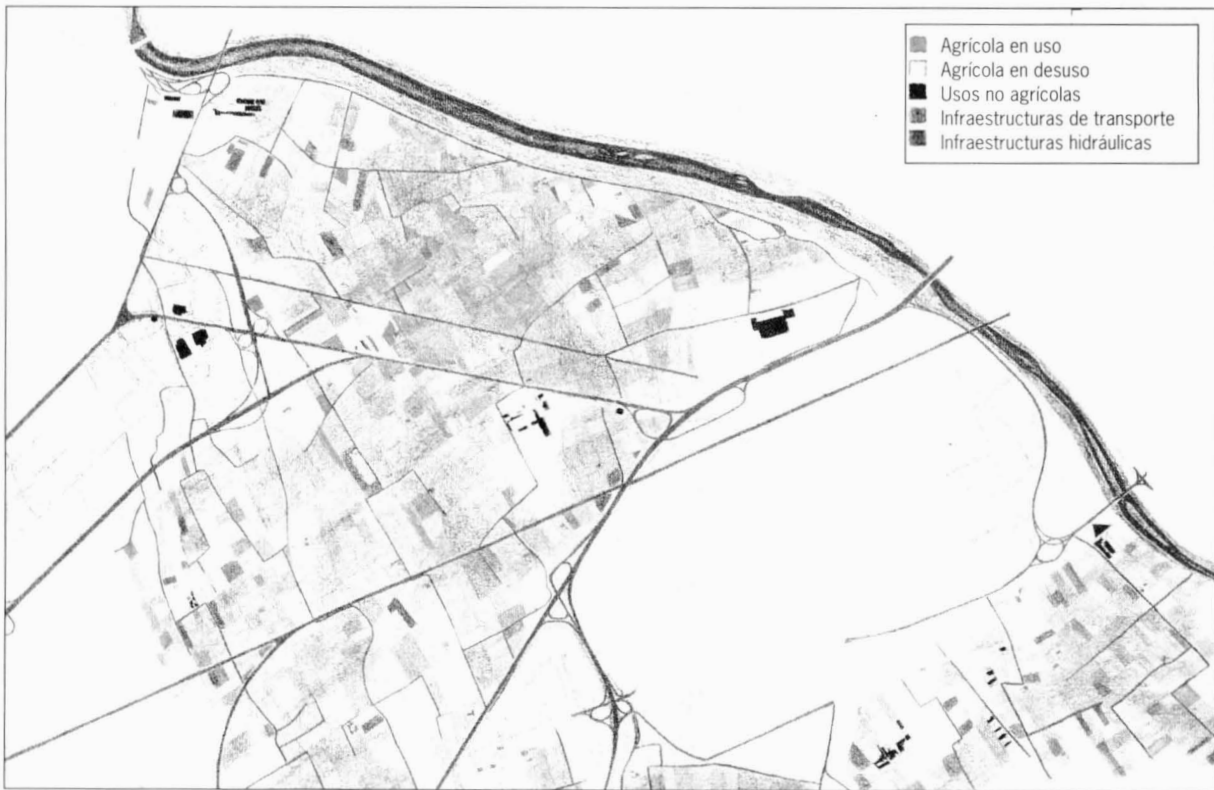 Agrícola en uso
Agrícola en desuso
Usos no agrícolas
Infraestructuras de transporte
Infraestructuras hidráulicas